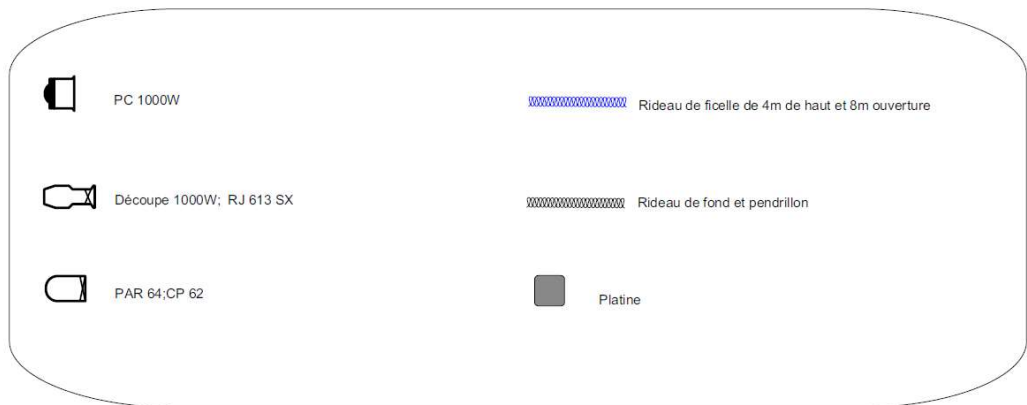 PC 1000W
Rideau de ficelle de 4m de haut et 8m ouverture
Découpe 1000W; RJ 613 SX
Rideau de fond et pendrillon
PAR 64;CP 62
Platine